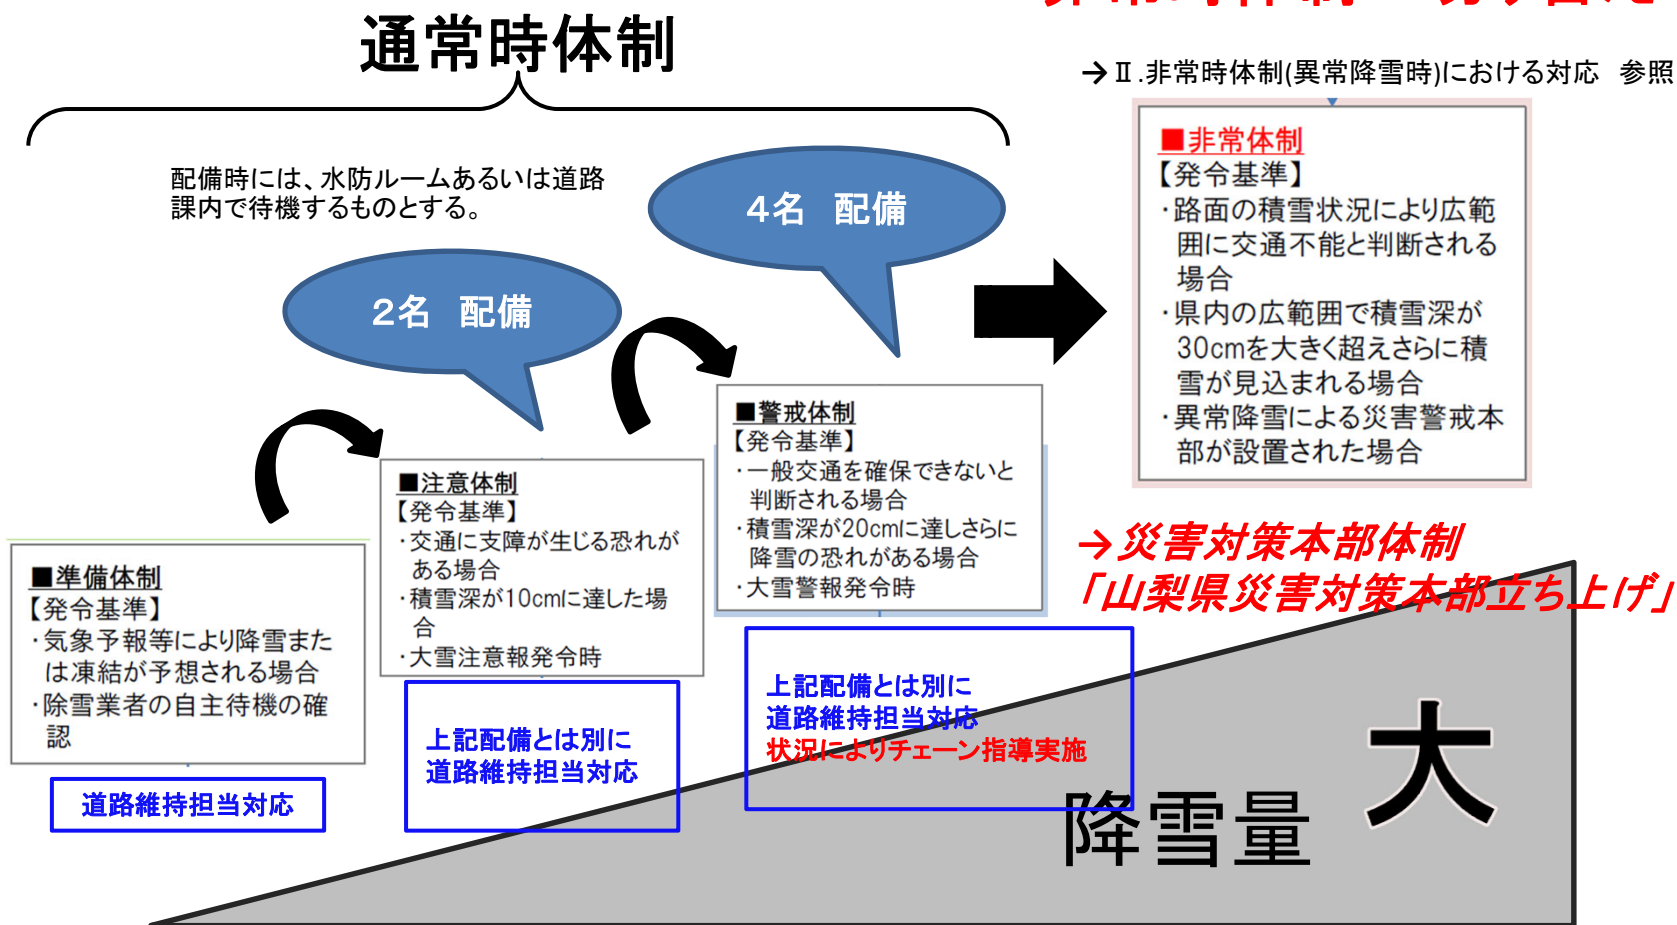 通常時体制
→Ⅱ.非常時体制(異常降雪時)における対応　参照
配備時には、水防ルームあるいは道路
課内で待機するものとする。
2名　配備
4名　配備
■準備体制
【発令基準】
・気象予報等により降雪また
は凍結が予想される場合
・除雪業者の自主待機の確
認
道路維持担当対応
■注意体制
【発令基準】
・交通に支障が生じる恐れが
ある場合
・積雪深が10cmに達した場
合
・大雪注意報発令時
上記配備とは別に
道路維持担当対応
■警戒体制
【発令基準】
・一般交通を確保できないと
判断される場合
・積雪深が20cmに達しさらに
降雪の恐れがある場合
・大雪警報発令時
上記配備とは別に
道路維持担当対応
状況によりチェーン指導実施
■非常体制
【発令基準】
・路面の積雪状況により広範
囲に交通不能と判断される
場合
・県内の広範囲で積雪深が
30cmを大きく超えさらに積
雪が見込まれる場合
・異常降雪による災害警戒本
部が設置された場合
→災害対策本部体制
「山梨県災害対策本部立ち上げ」
降雪量
大